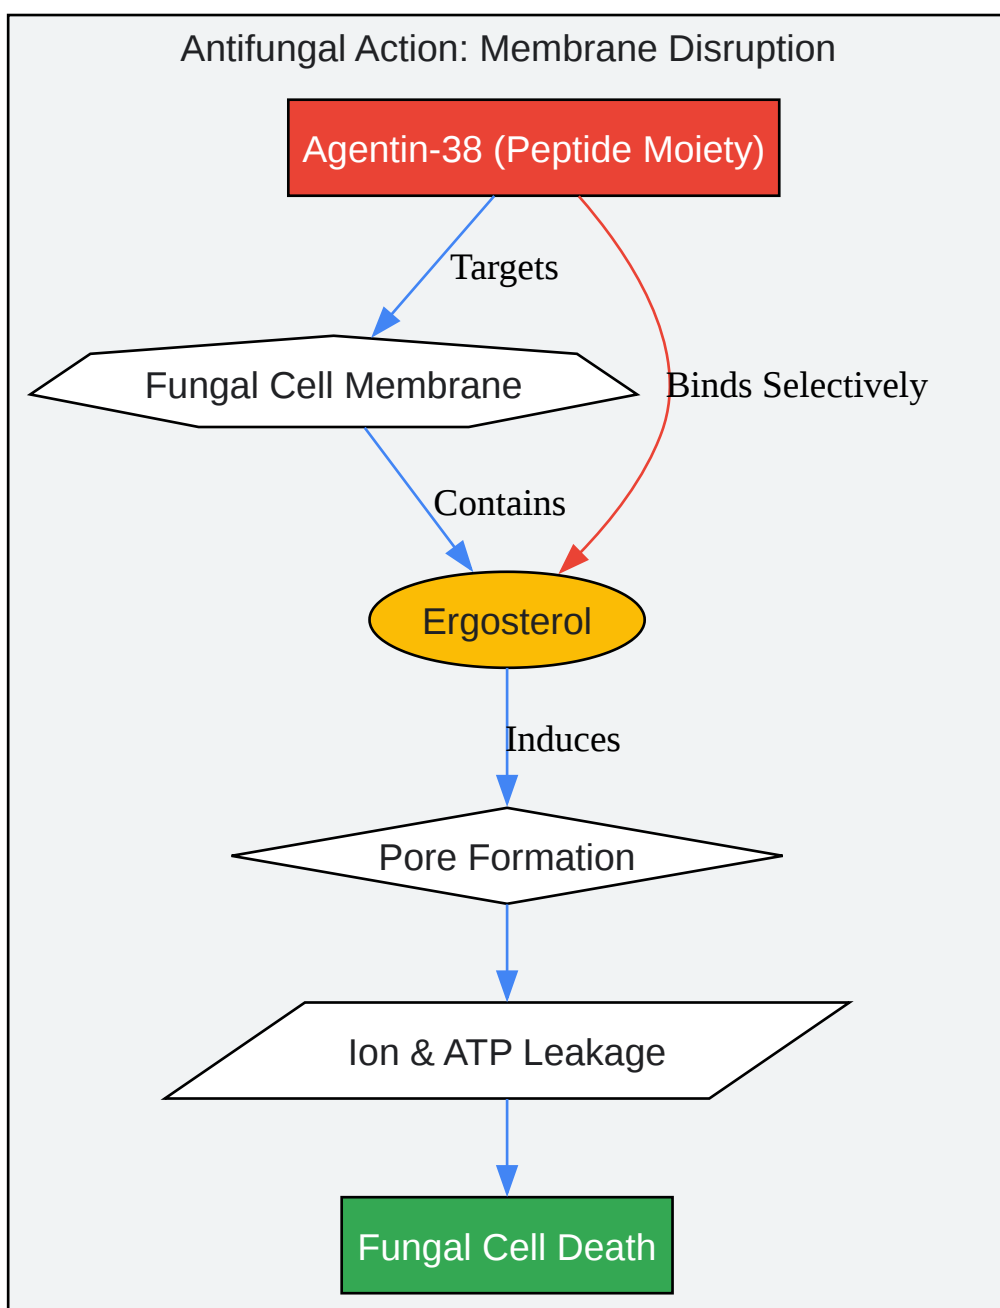 Antifungal Action: Membrane Disruption
Agentin-38 (Peptide Moiety)
Targets
Fungal Cell Membrane
Binds Selectively
Contains
Ergosterol
Induces
Pore Formation
Ion & ATP Leakage
Fungal Cell Death